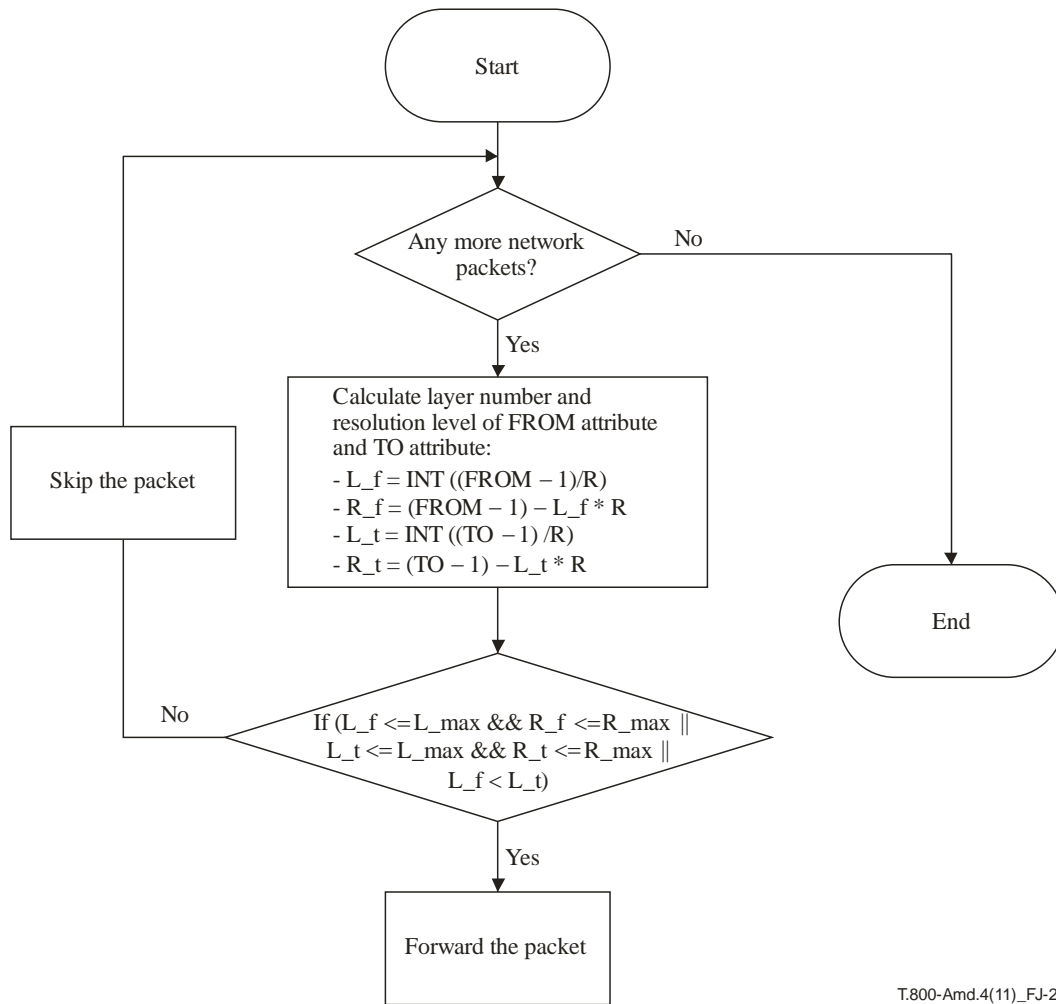 Start
Any more network
packets?
No
Yes
Calculate layer number and
resolution level of FROM attribute
and TO attribute:
- L_f = INT ((FROM − 1)/R)
- R_f = (FROM − 1) – L_f * R
- L_t = INT ((TO − 1) /R)
- R_t = (TO − 1) – L_t * R
Skip the packet
End
No
If (L_f <= L_max && R_f <=R_max ||
L_t <= L_max && R_t <=R_max ||
L_f < L_t)
Yes
Forward the packet
T.800-Amd.4(11)_FJ-2